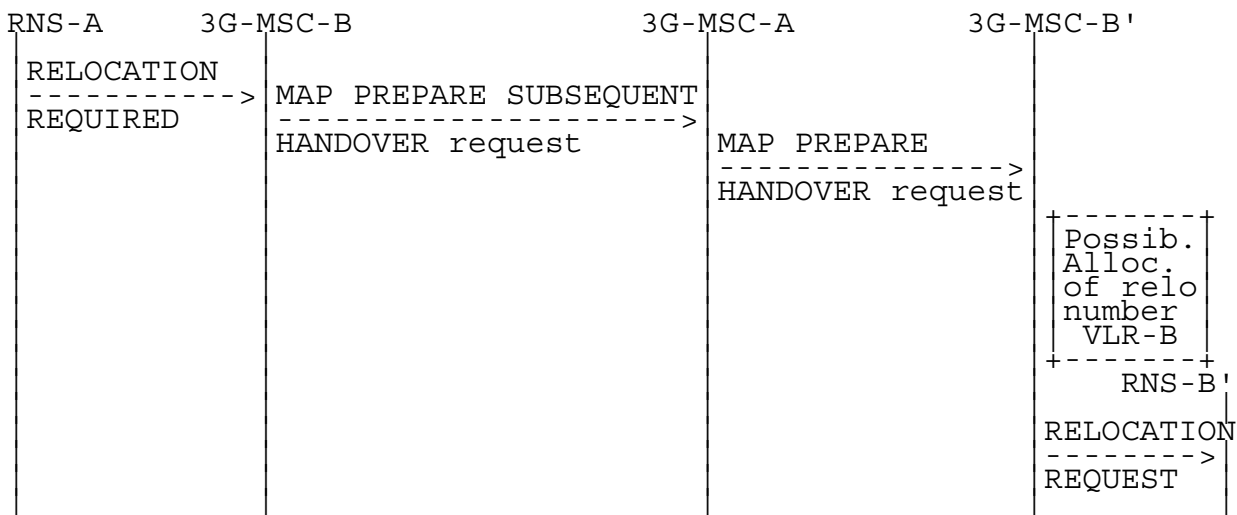 RNS-A 3G-MSC-B 3G-MSC-A 3G-MSC-B'
RELOCATION
-----------> MAP PREPARE SUBSEQUENT
REQUIRED --------------------->
HANDOVER request MAP PREPARE
--------------->
HANDOVER request
+-------+
Possib.
Alloc.
of relo
number
VLR-B
+-------+
RNS-B'
RELOCATION
-------->
REQUEST